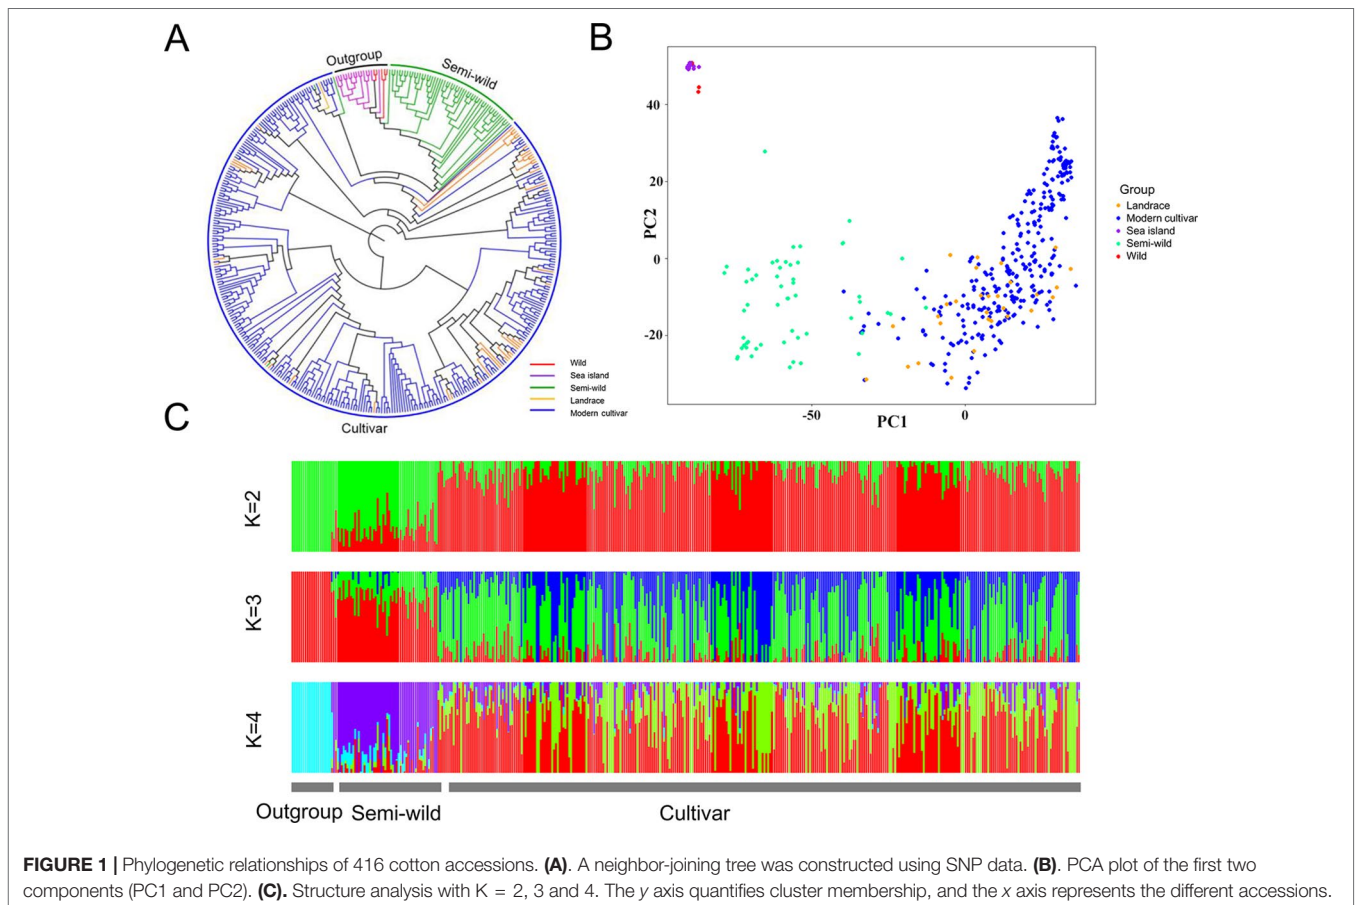 A
Outgroup
Semi-wild
Cultivar
Wild
Sea island
Semi-wild
Landrace
Modern cultivar
B
40
20
0
-20
PC2
-50
0
PC1
Group
Landrace
Modern cultivar
Sea island
Semi-wild
Wild
C
K=2
K=3
K=4
Outgroup Semi-wild Cultivar
FIGURE 1 | Phylogenetic relationships of 416 cotton accessions. (A). A neighbor-joining tree was constructed using SNP data. (B). PCA plot of the first two
components (PC1 and PC2). (C). Structure analysis with K = 2, 3 and 4. The y axis quantifies cluster membership, and the x axis represents the different accessions.